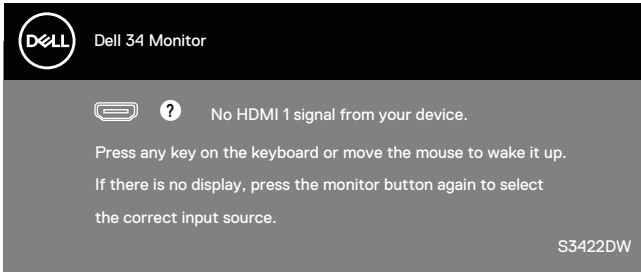 DELL
Dell 34 Monitor
? No HDMI 1 signal from your device.
Press any key on the keyboard or move the mouse to wake it up.
If there is no display, press the monitor button again to select
the correct input source.
S3422DW